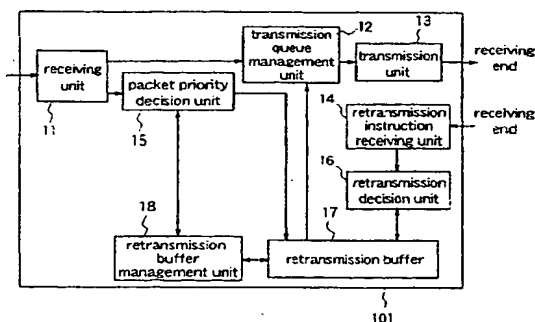 12
13
transmission
queue
management
unit
transmission
unit
receiving
end
receiving
unit
11
packet priority
decision unit
15
14
retransmission
instruction
receiving unit
receiving
end
16
retransmission
decision unit
18
retransmission
buffer
management unit
17
retransmission buffer
101